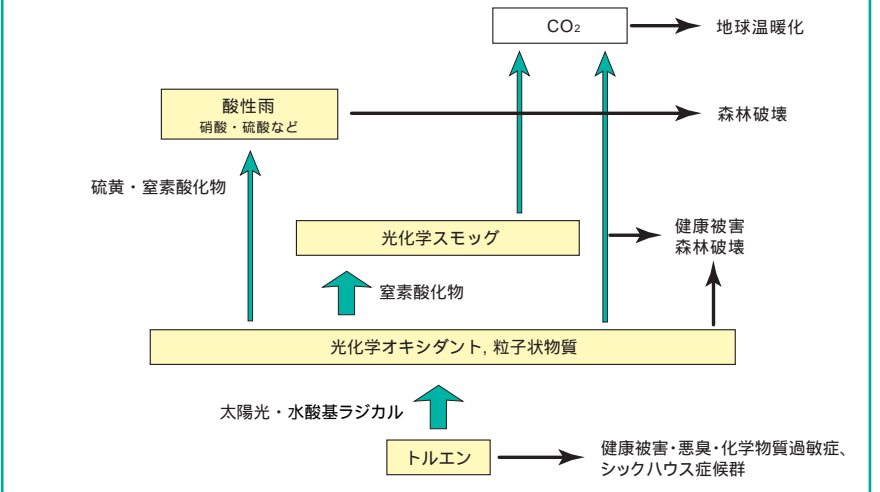 CO₂
地球温暖化
酸性雨
硝酸・硫酸など
森林破壊
硫黄・窒素酸化物
光化学スモッグ
健康被害
森林破壊
窒素酸化物
光化学オキシダント, 粒子状物質
太陽光・水酸基ラジカル
トルエン
健康被害・悪臭・化学物質過敏症、
シックハウス症候群